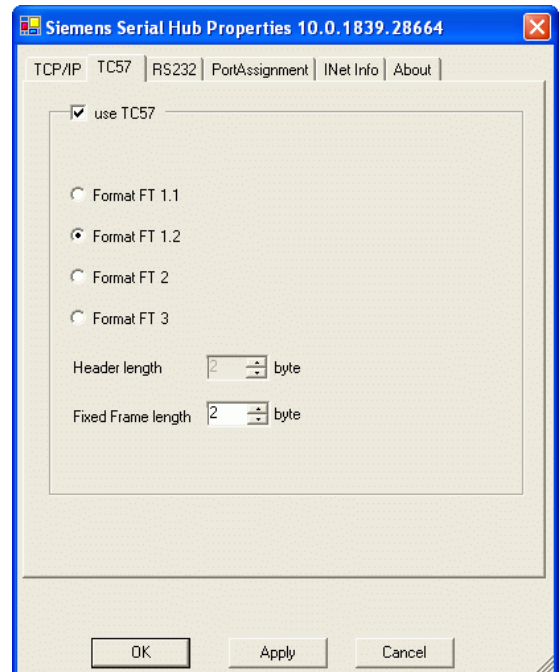 Siemens Serial Hub Properties 10.0.1839.28664
TCP/IP TC57 RS232 PortAssignment INet Info About
use TC57
Format FT 1.1
Format FT 1.2
Format FT 2
Format FT 3
Header length 2 byte
Fixed Frame length 2 byte
OK Apply Cancel